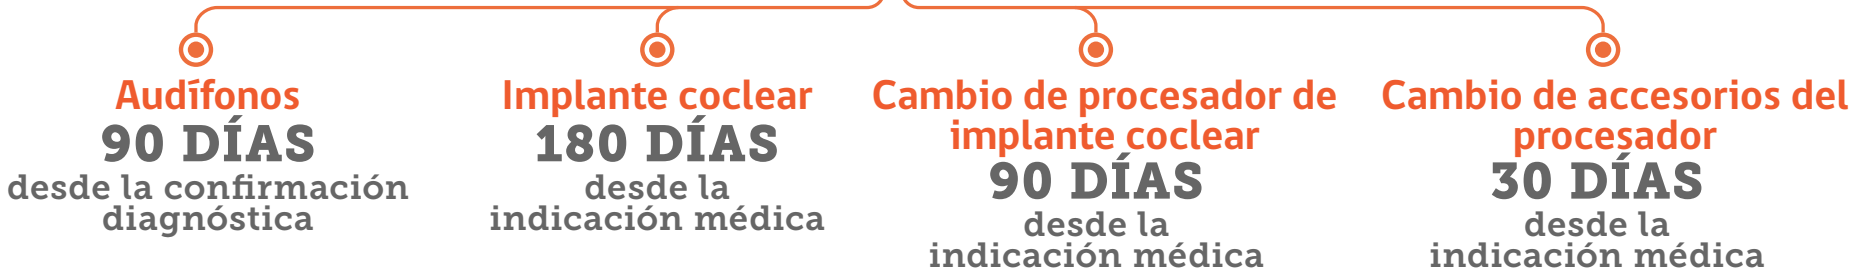 Audífonos
90 DÍAS
desde la confirmación
diagnóstica
Implante coclear
180 DÍAS
desde la
indicación médica
Cambio de procesador de
implante coclear
90 DÍAS
desde la
indicación médica
Cambio de accesorios del
procesador
30 DÍAS
desde la
indicación médica